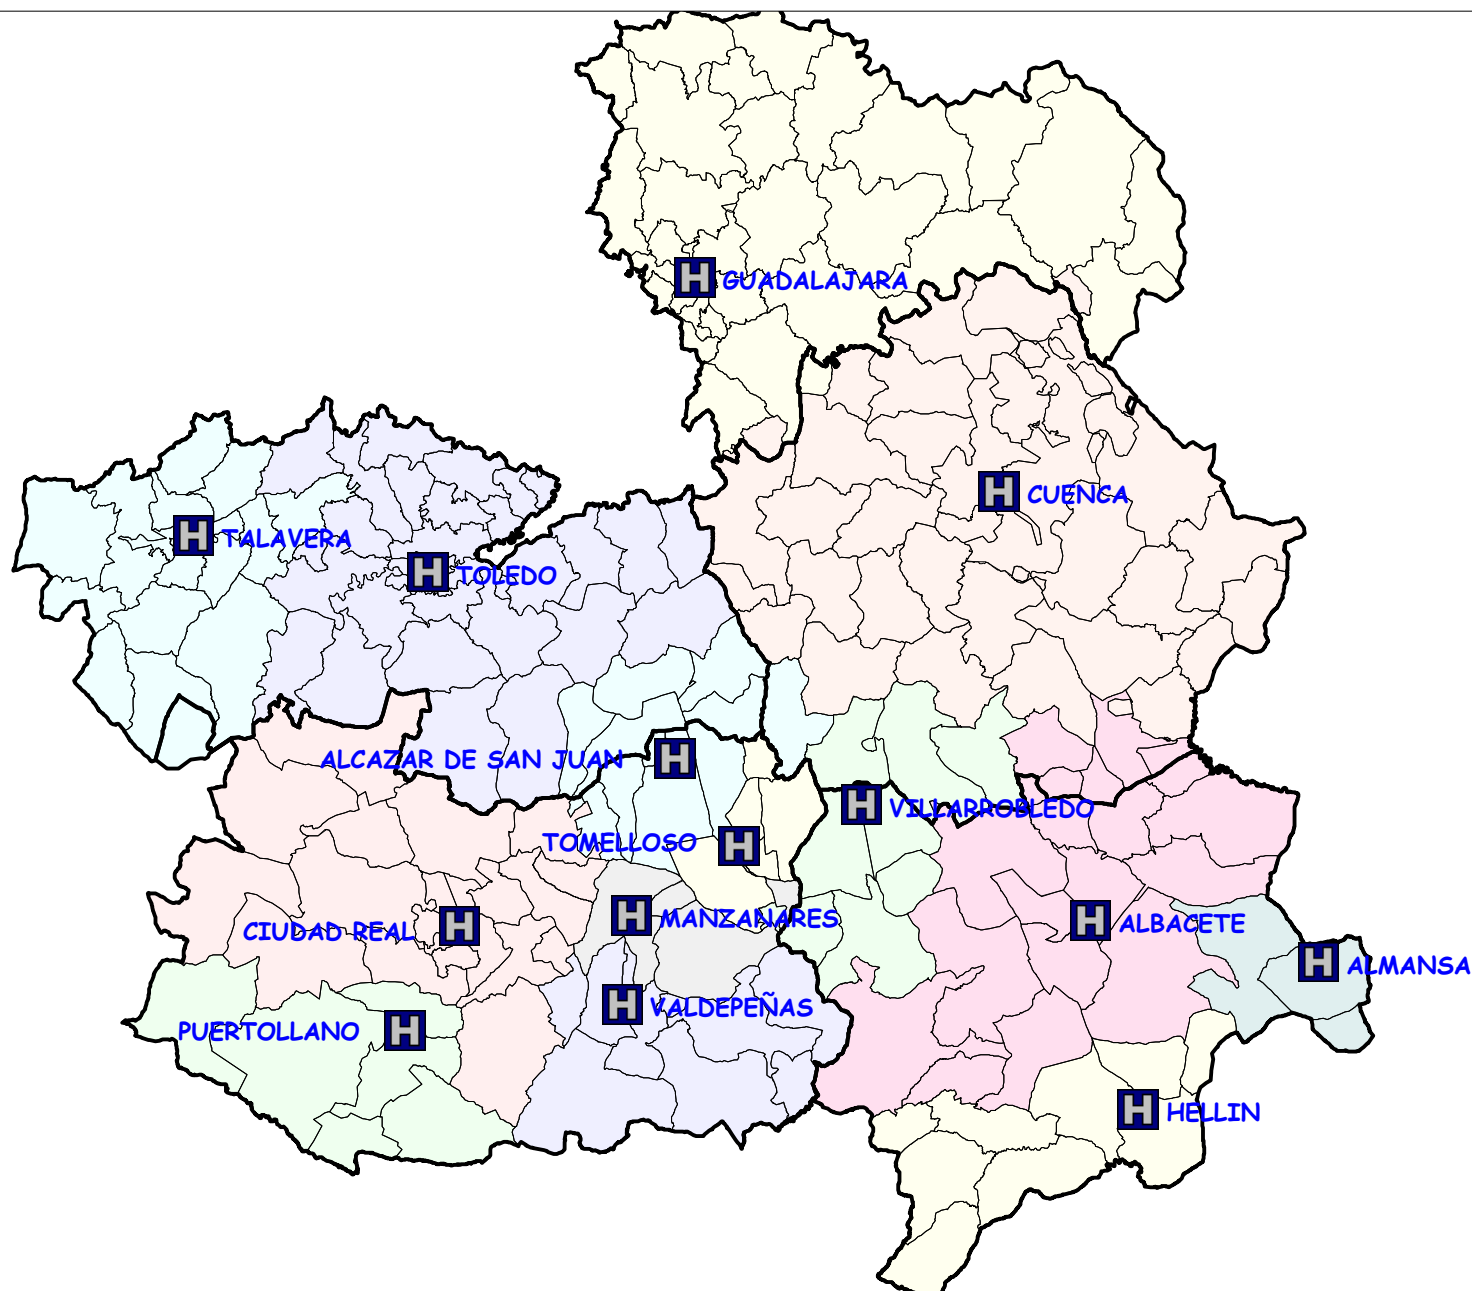 H GUADALAJARA
H CUENCA
H TALAVERA
H TOLEDO
ALCAZAR DE SAN JUAN H
H VILLARROBLEDO
TOMELLOSO H
H MANZANARES
H ALBACETE
CIUDAD REAL H
H ALMANSA
H VALDEPEÑAS
PUERTOLLANO H
H HELLIN